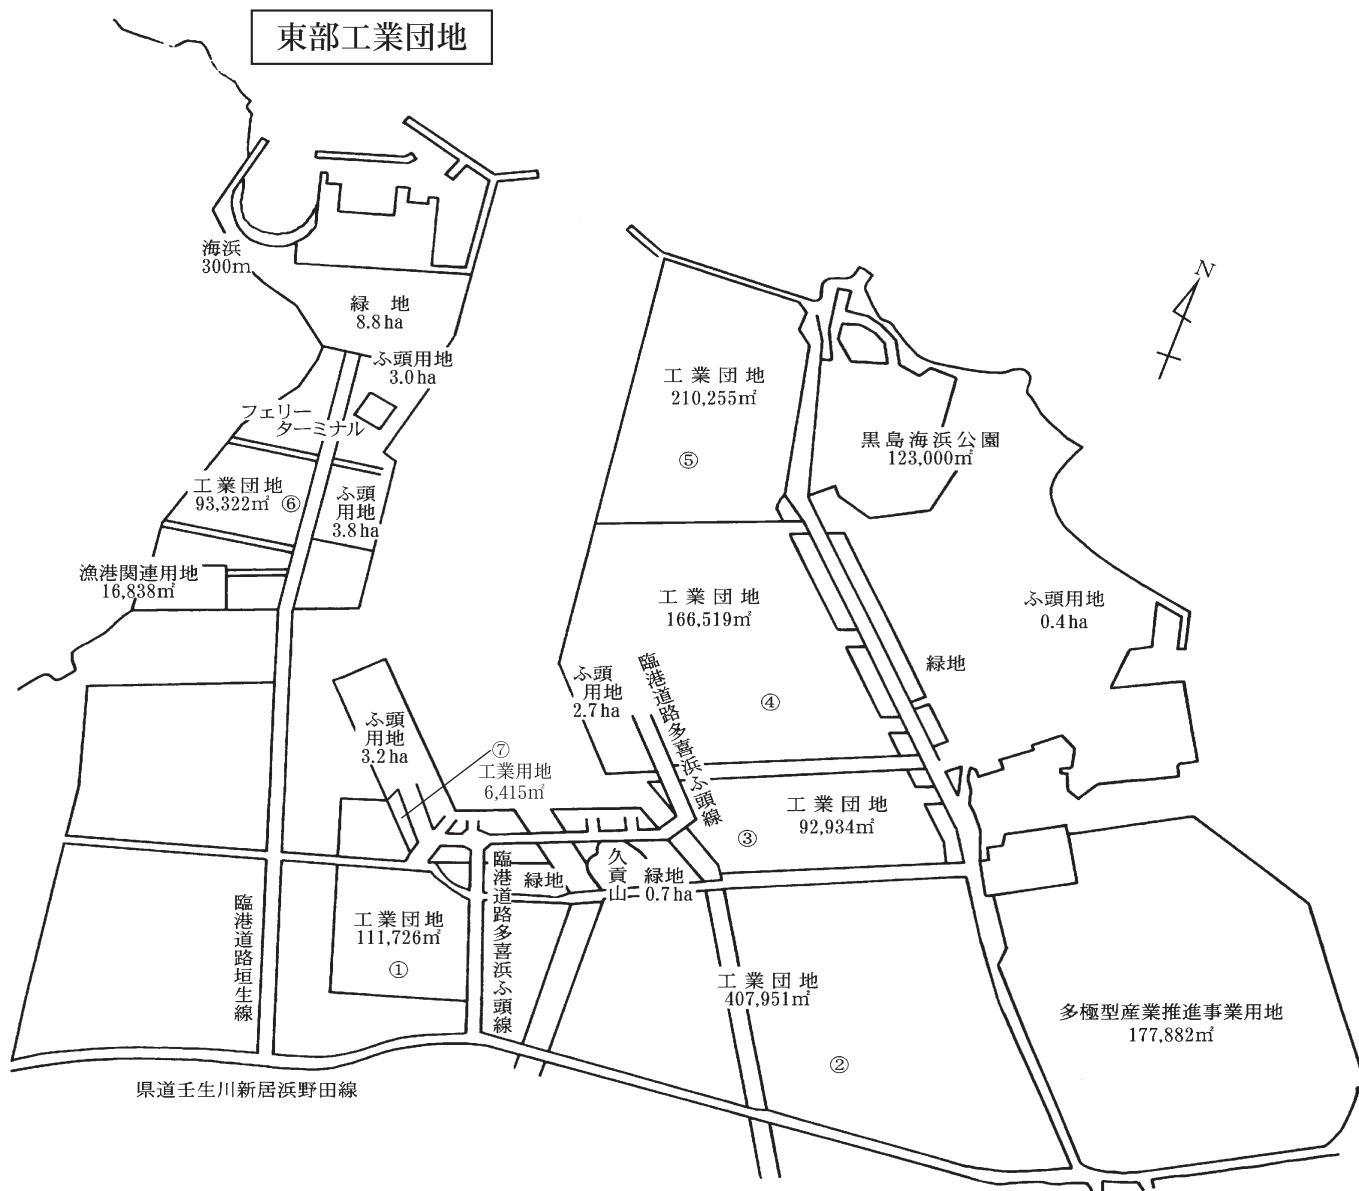 東部工業団地
N
海浜
300m
緑 地
8.8ha
ふ頭用地
3.0ha
フェリー
ターミナル
工業団地
93,322㎡
⑥
ふ頭
用地
3.8ha
漁港関連用地
16,838㎡
工業団地
210,255㎡
⑤
黒島海浜公園
123,000㎡
工業団地
166,519㎡
④
ふ頭用地
0.4ha
緑地
ふ頭
用地
2.7ha
臨港道路多喜浜ふ頭線
ふ頭
用地
3.2ha
⑦
工業用地
6,415㎡
工業団地
92,934㎡
③
久貢山
緑地
0.7ha
緑地
臨港道路多喜浜ふ頭線
臨港道路垣生線
工業団地
111,726㎡
①
工業団地
407,951㎡
②
多極型産業推進事業用地
177,882㎡
県道壬生川新居浜野田線